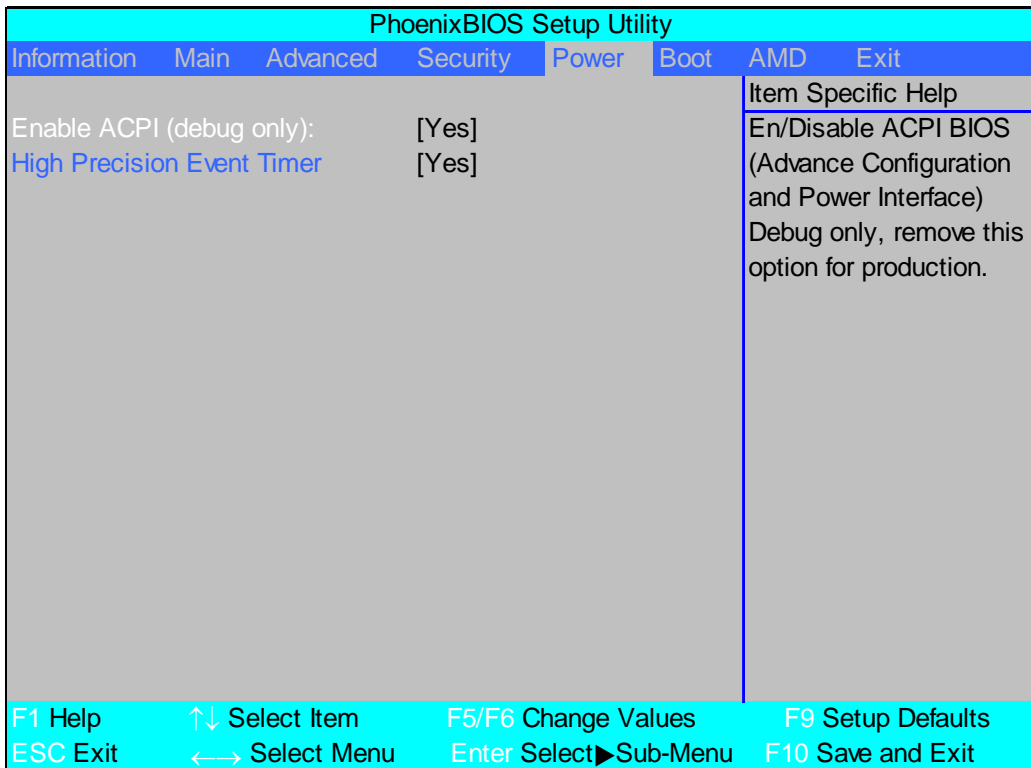 PhoenixBIOS Setup Utility
Information Main Advanced Security Power Boot AMD Exit
Item Specific Help
Enable ACPI (debug only): [Yes]
High Precision Event Timer [Yes]
En/Disable ACPI BIOS
(Advance Configuration
and Power Interface)
Debug only, remove this
option for production.
F1 Help ↑↓ Select Item F5/F6 Change Values F9 Setup Defaults
ESC Exit ←→ Select Menu Enter Select▶Sub-Menu F10 Save and Exit